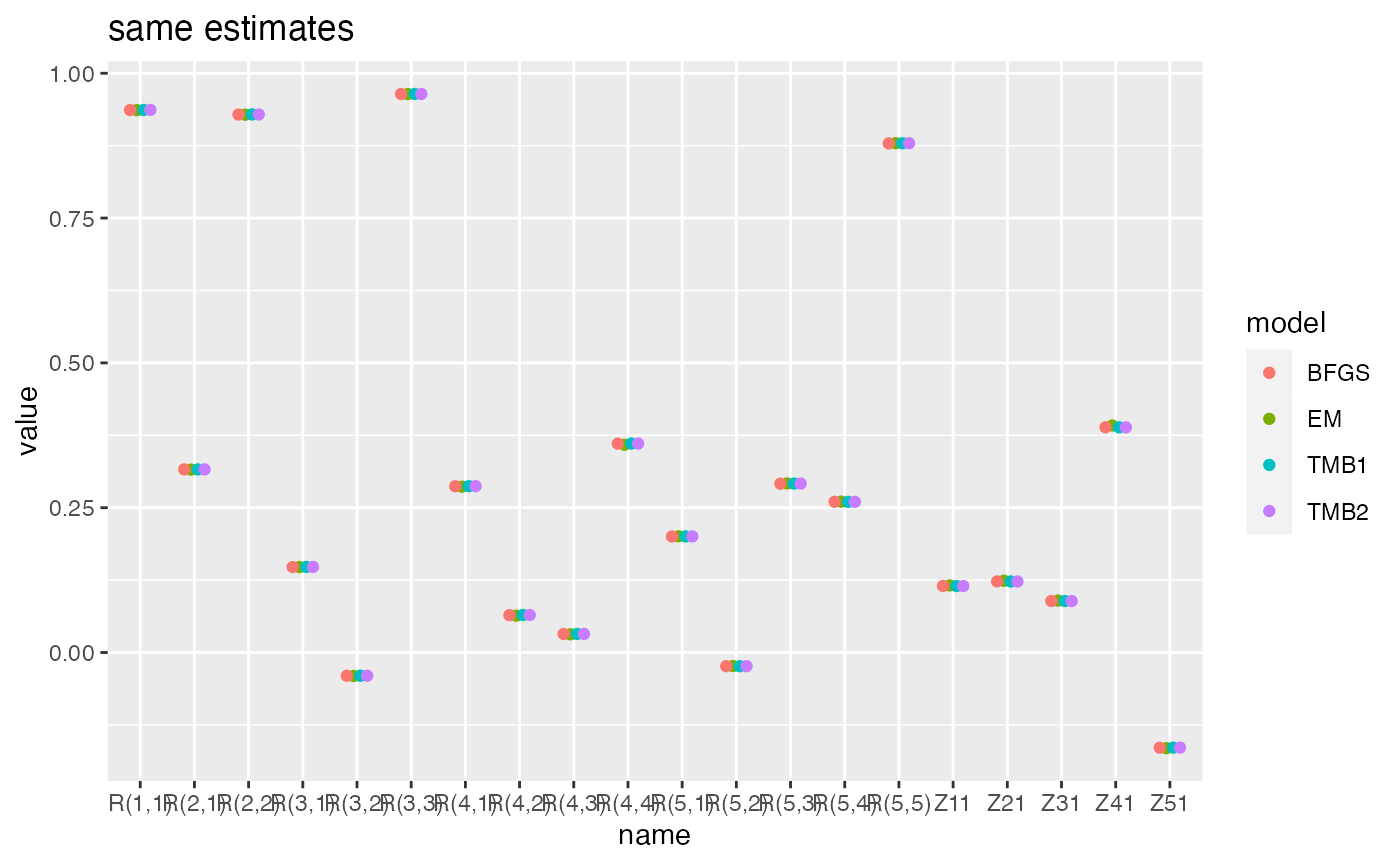 same estimates
1.00
0.75
0.50
0.25
0.00
value
R(1,1) R(2,1) R(2,2) R(3,1) R(3,2) R(3,3) R(4,1) R(4,2) R(4,3) R(4,4) R(5,1) R(5,2) R(5,3) R(5,4) R(5,5) Z11 Z21 Z31 Z41 Z51
name
model
BFGS
EM
TMB1
TMB2